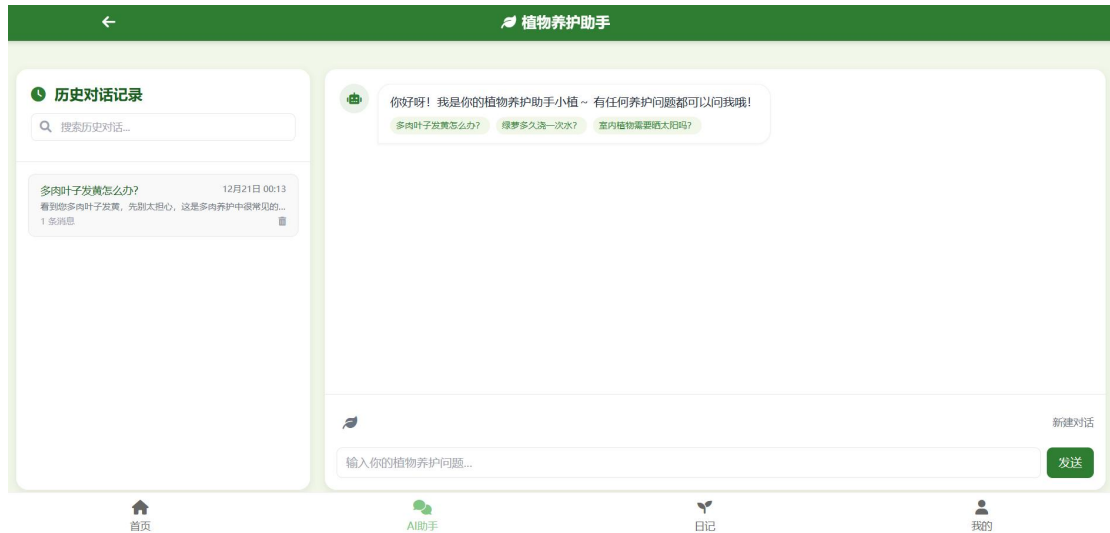 植物养护助手
历史对话记录
搜索历史对话...
多肉叶子发黄怎么办? 12月21日 00:13
看到您多肉叶子发黄，先别太担心，这是多肉养护中很常见的...
1 条消息
你好呀！我是你的植物养护助手小植～ 有任何养护问题都可以问我哦！
多肉叶子发黄怎么办? 绿萝多久浇一次水? 室内植物需要晒太阳吗?
新建对话
输入你的植物养护问题...
发送
首页
AI助手
日记
我的